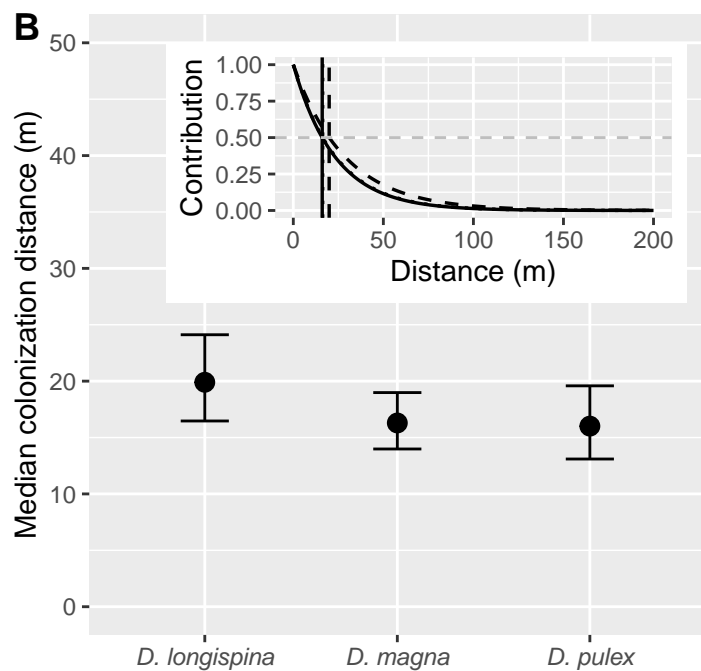 B
Median colonization distance (m)
50
40
30
20
10
0
Contribution
1.00
0.75
0.50
0.25
0.00
0 50 100 150 200
Distance (m)
D. longispina D. magna D. pulex